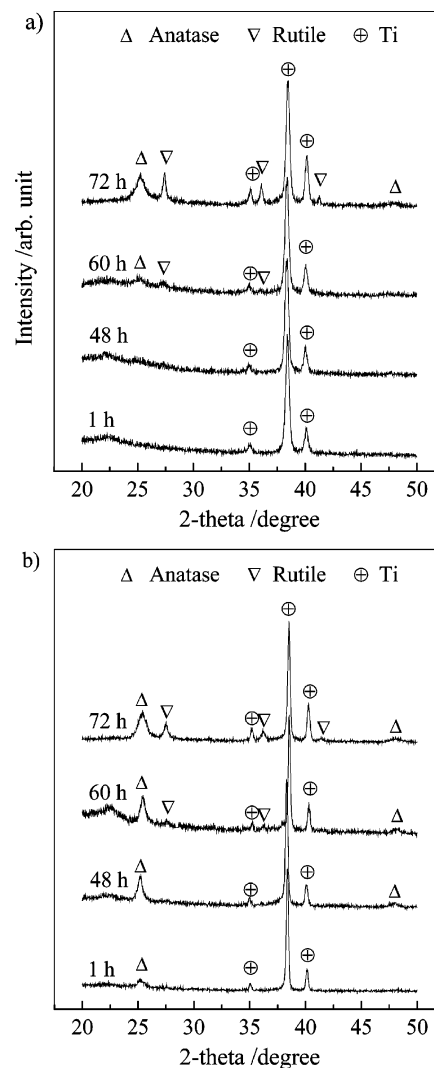 a)
Δ Anatase ∇ Rutile ⊕ Ti
⊕
Δ ∇ ⊕
72 h ⊕ ∇ ∇ Δ
60 h Δ ∇ ⊕ ∇ ⊕
48 h ⊕ ⊕
1 h ⊕ ⊕
Intensity /arb. unit
20 25 30 35 40 45 50
2-theta /degree
b)
Δ Anatase ∇ Rutile ⊕ Ti
⊕
72 h Δ ∇ ⊕ ∇ ⊕ ∇ Δ
60 h Δ ∇ ⊕ ∇ ⊕ Δ
48 h Δ ⊕ ⊕ Δ
1 h Δ ⊕ ⊕
20 25 30 35 40 45 50
2-theta /degree